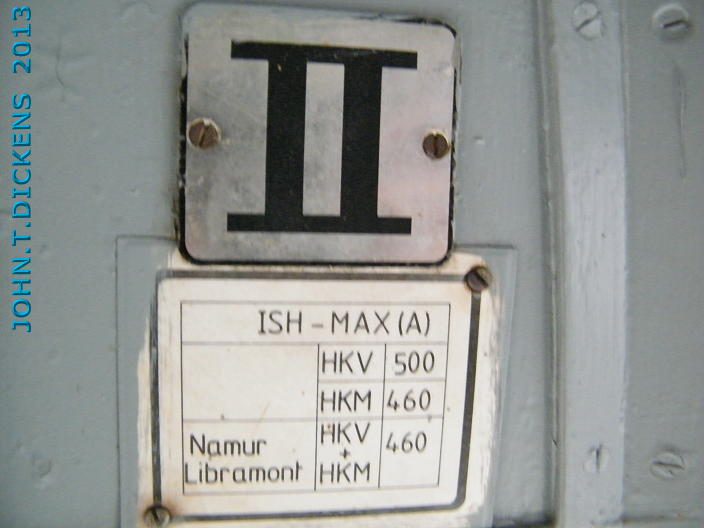 JOHN.T.DICKENS 2013
II
ISH-MAX(A)
HKV 500
HKM 460
Namur
Libramont
HKV
+
HKM
460